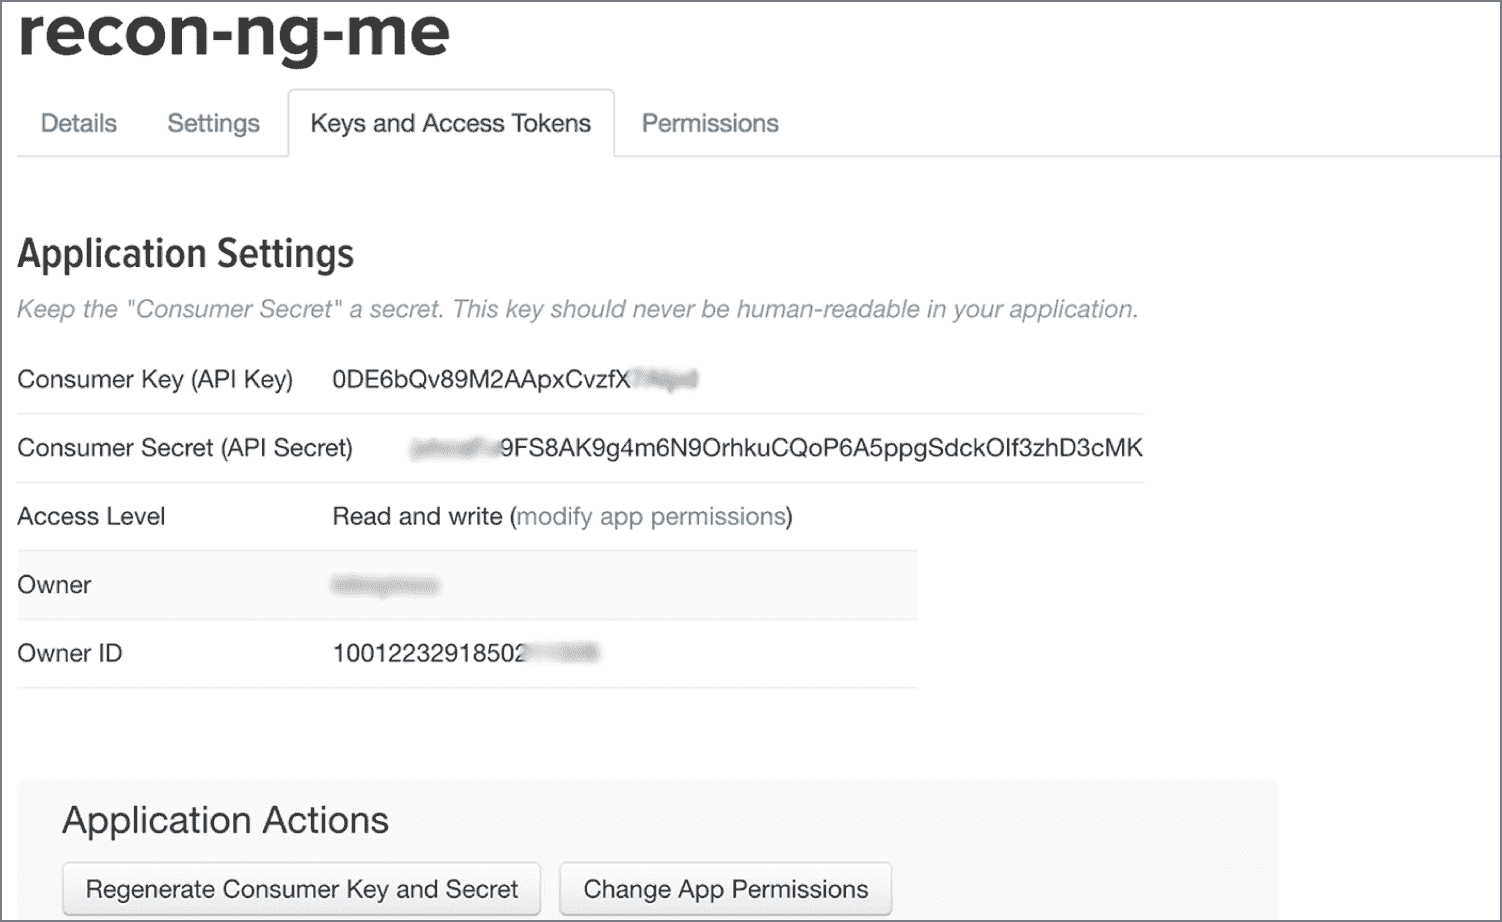 recon-ng-me
Details Settings Keys and Access Tokens Permissions
Application Settings
Keep the "Consumer Secret" a secret. This key should never be human-readable in your application.
Consumer Key (API Key) 0DE6bQv89M2AApxCvzfX
Consumer Secret (API Secret) 9FS8AK9g4m6N9OrhkuCQoP6A5ppgSdckOIf3zhD3cMK
Access Level Read and write (modify app permissions)
Owner
Owner ID 10012232918502
Application Actions
Regenerate Consumer Key and Secret Change App Permissions